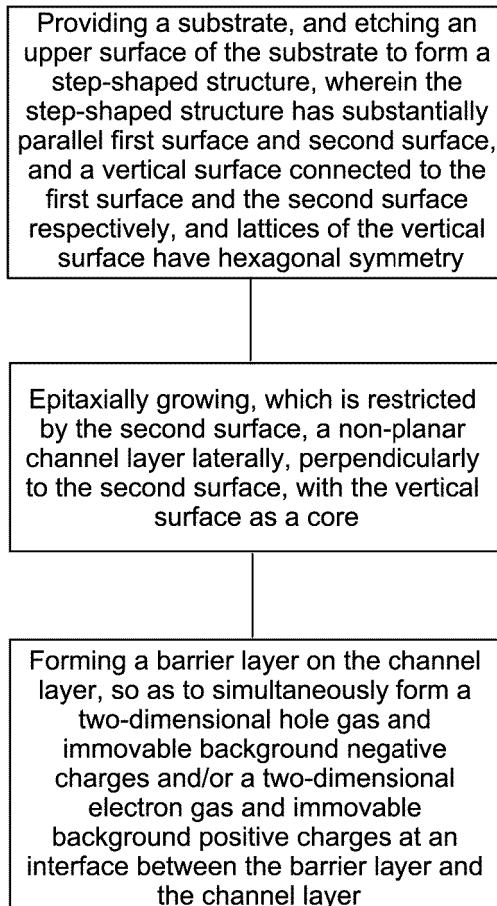 Providing a substrate, and etching an
upper surface of the substrate to form a
step-shaped structure, wherein the
step-shaped structure has substantially
parallel first surface and second surface,
and a vertical surface connected to the
first surface and the second surface
respectively, and lattices of the vertical
surface have hexagonal symmetry
Epitaxially growing, which is restricted
by the second surface, a non-planar
channel layer laterally, perpendicularly
to the second surface, with the vertical
surface as a core
Forming a barrier layer on the channel
layer, so as to simultaneously form a
two-dimensional hole gas and
immovable background negative
charges and/or a two-dimensional
electron gas and immovable
background positive charges at an
interface between the barrier layer and
the channel layer